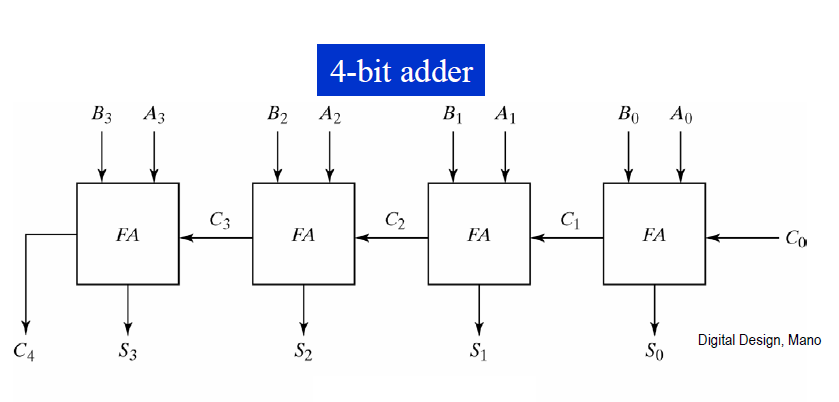 4-bit adder
B3 A3 B2 A2 B1 A1 B0 A0
FA C3 FA C2 FA C1 FA C0
C4 S3 S2 S1 S0
Digital Design, Mano